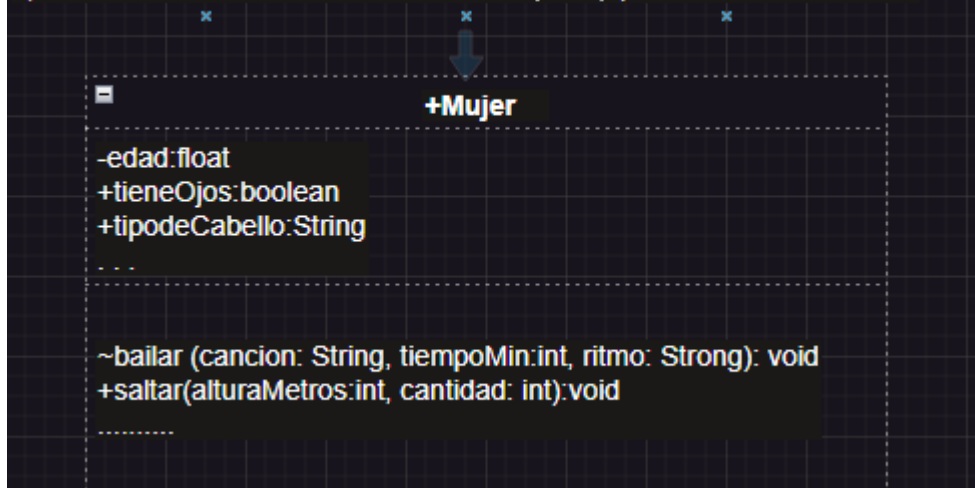 +Mujer
-edad:float
+tieneOjos:boolean
+tipodeCabello:String
. . .
~bailar (cancion: String, tiempoMin:int, ritmo: Strong): void
+saltar(alturaMetros:int, cantidad: int):void
..........